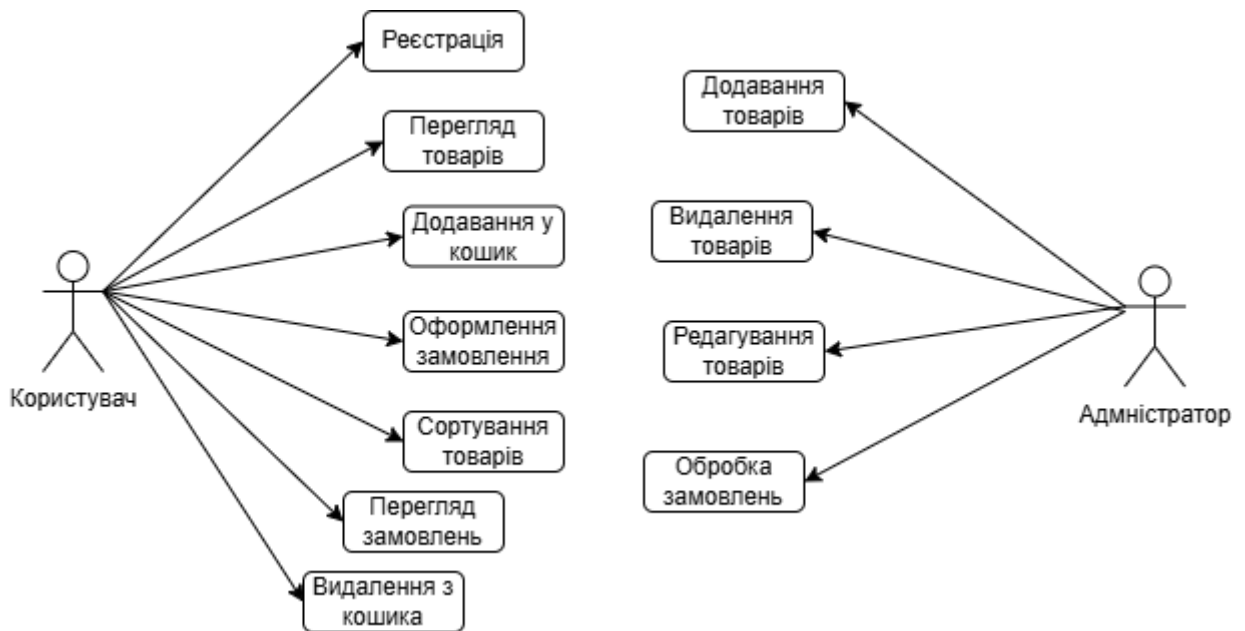 Реєстрація
Перегляд
товарів
Додавання у
кошик
Оформлення
замовлення
Сортування
товарів
Перегляд
замовлень
Видалення з
кошика
Користувач
Додавання
товарів
Видалення
товарів
Редагування
товарів
Обробка
замовлень
Адмністратор